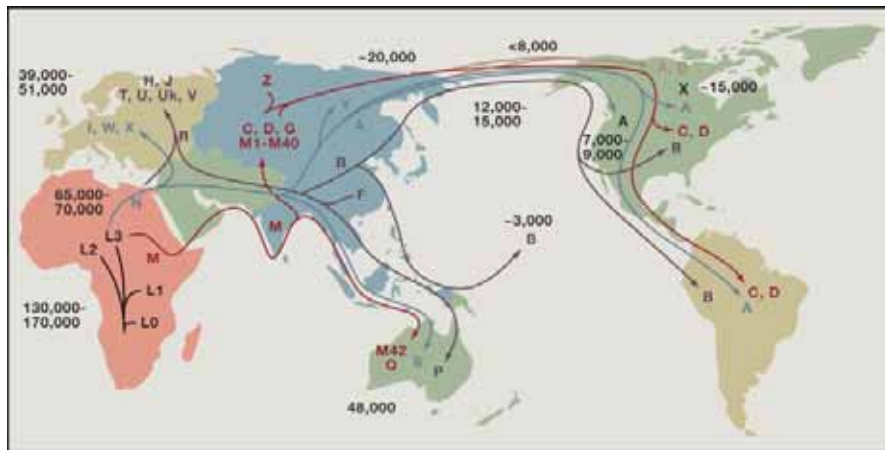 ~20,000
<8,000
39,000-
51,000
H, J
T, U, Uk, V
I, W, X
R
Z
C, D, G
M1-M40
Y
A
B
F
12,000-
15,000
A, B
X
~15,000
A
A
C, D
7,000-
9,000
B
65,000-
70,000
N
L3
L2
M
M
L1
L0
130,000-
170,000
~3,000
B
B
C, D
A
M42
Q
S
P
48,000